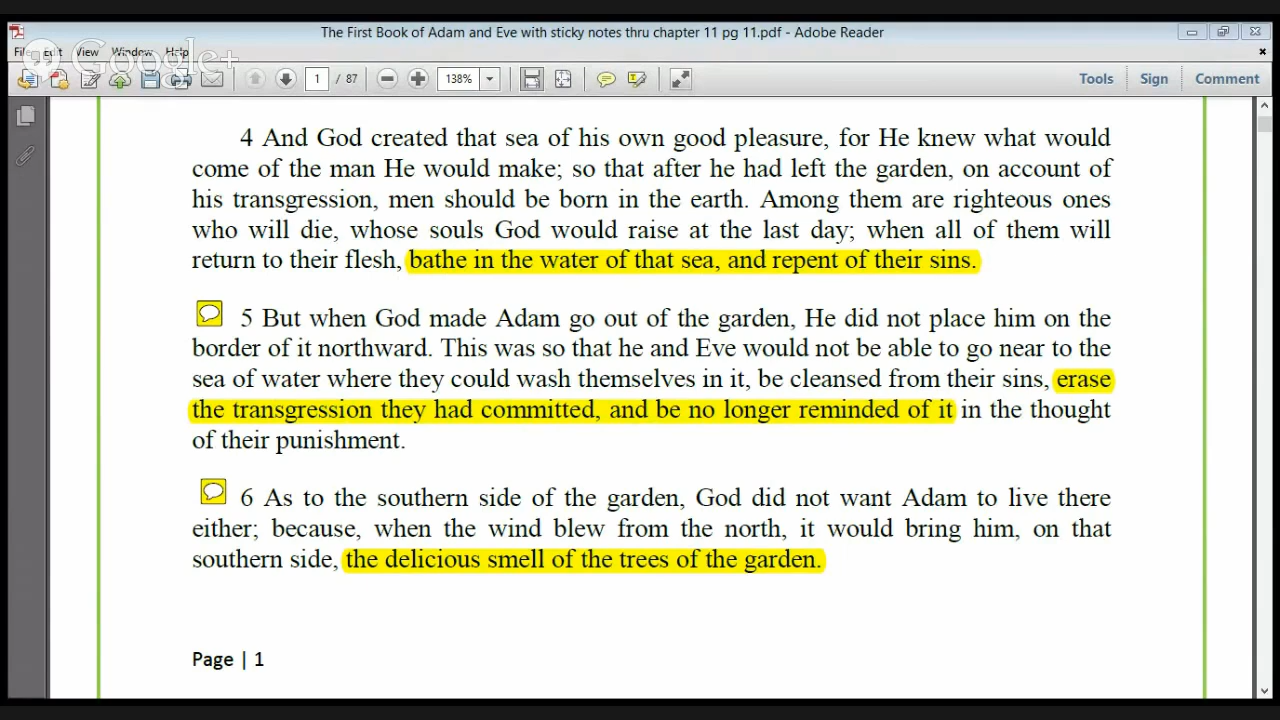 The First Book of Adam and Eve with sticky notes thru chapter 11 pg 11.pdf - Adobe Reader
File Edit View Window Help
Google+
1 / 87 138% Tools Sign Comment
4 And God created that sea of his own good pleasure, for He knew what would
come of the man He would make; so that after he had left the garden, on account of
his transgression, men should be born in the earth. Among them are righteous ones
who will die, whose souls God would raise at the last day; when all of them will
return to their flesh, bathe in the water of that sea, and repent of their sins.
5 But when God made Adam go out of the garden, He did not place him on the
border of it northward. This was so that he and Eve would not be able to go near to the
sea of water where they could wash themselves in it, be cleansed from their sins, erase
the transgression they had committed, and be no longer reminded of it in the thought
of their punishment.
6 As to the southern side of the garden, God did not want Adam to live there
either; because, when the wind blew from the north, it would bring him, on that
southern side, the delicious smell of the trees of the garden.
Page | 1